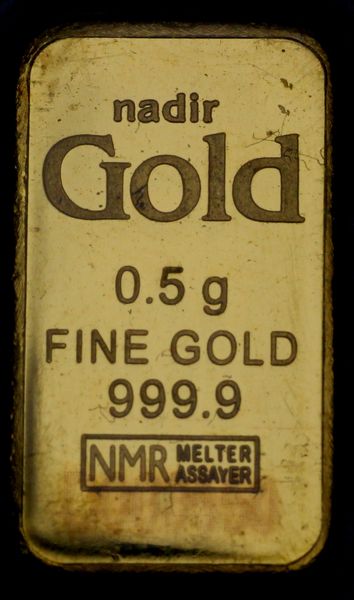 nadir
Gold
0.5 g
FINE GOLD
999.9
NMR MELTER
ASSAYER